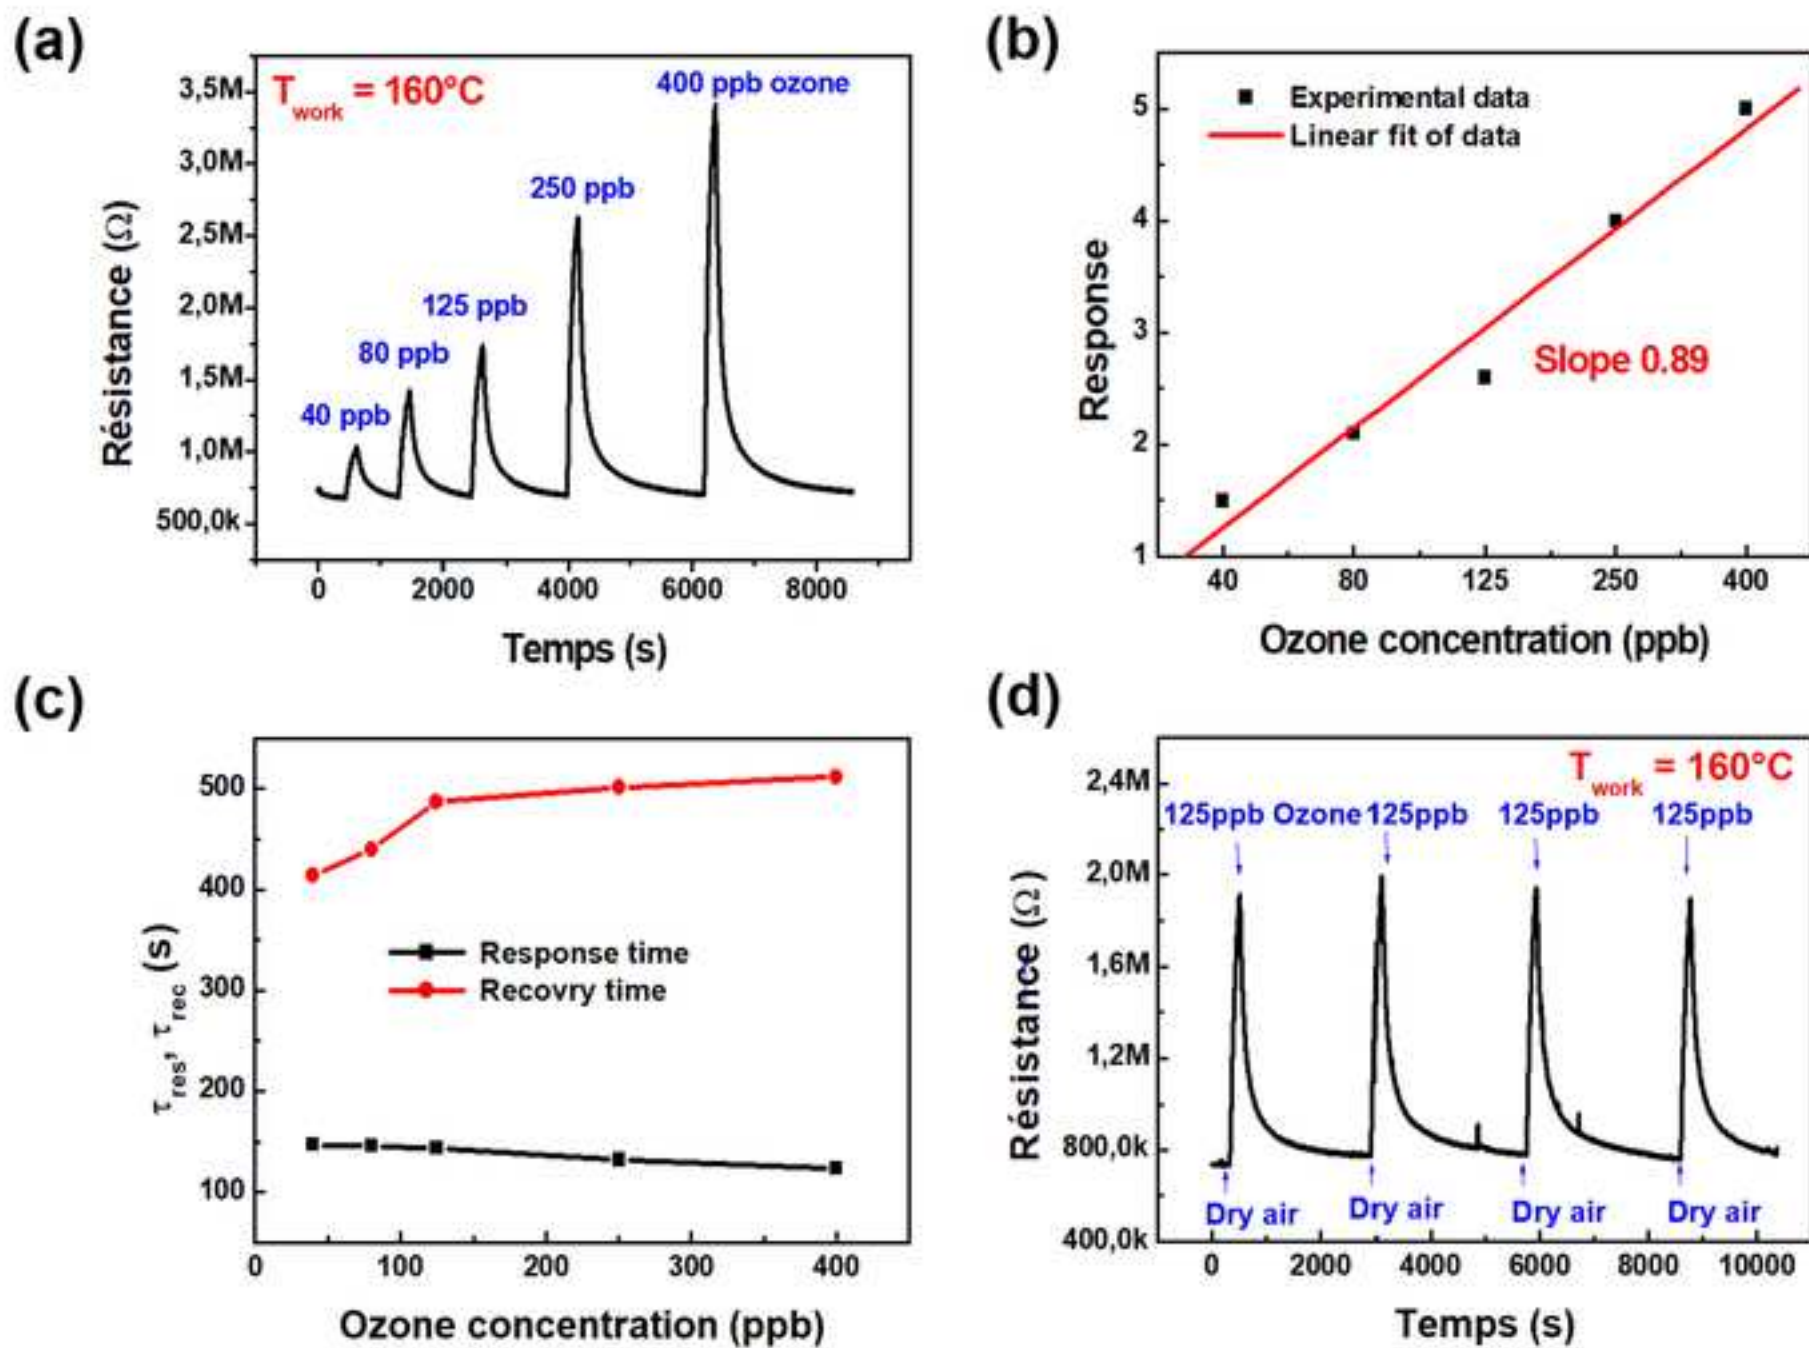 (a)
T_work = 160°C
400 ppb ozone
250 ppb
125 ppb
80 ppb
40 ppb
3,5M
3,0M
2,5M
2,0M
1,5M
1,0M
500,0k
Résistance (Ω)
0 2000 4000 6000 8000
Temps (s)
(b)
Experimental data
Linear fit of data
Slope 0.89
5
4
3
2
1
Response
40 80 125 250 400
Ozone concentration (ppb)
(c)
500
400
300
200
100
τres, τrec (s)
Response time
Recovry time
0 100 200 300 400
Ozone concentration (ppb)
(d)
T_work = 160°C
125ppb Ozone 125ppb 125ppb 125ppb
2,4M
2,0M
1,6M
1,2M
800,0k
400,0k
Résistance (Ω)
Dry air Dry air Dry air Dry air
0 2000 4000 6000 8000 10000
Temps (s)